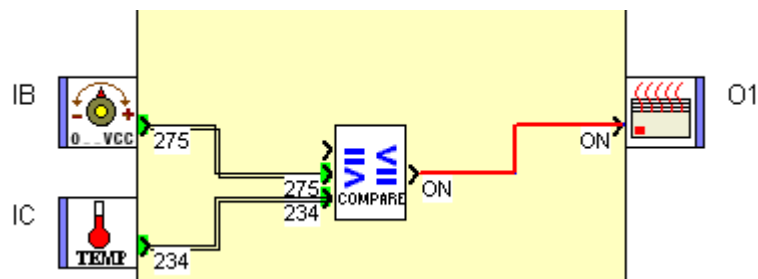 IB
0...VCC
275
O1
ON
275
234
COMPARE
ON
IC
TEMP
234